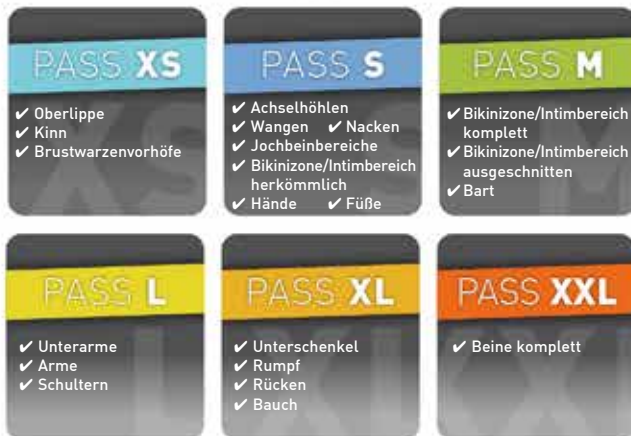 PASS XS
✔ Oberlippe
✔ Kinn
✔ Brustwarzenvorhöfe
PASS S
✔ Achselhöhlen
✔ Wangen ✔ Nacken
✔ Jochbeinbereiche
✔ Bikinizone/Intimbereich
herkömmlich
✔ Hände ✔ Füße
PASS M
✔ Bikinizone/Intimbereich
komplett
✔ Bikinizone/Intimbereich
ausgeschnitten
✔ Bart
PASS L
✔ Unterarme
✔ Arme
✔ Schultern
PASS XL
✔ Unterschenkel
✔ Rumpf
✔ Rücken
✔ Bauch
PASS XXL
✔ Beine komplett